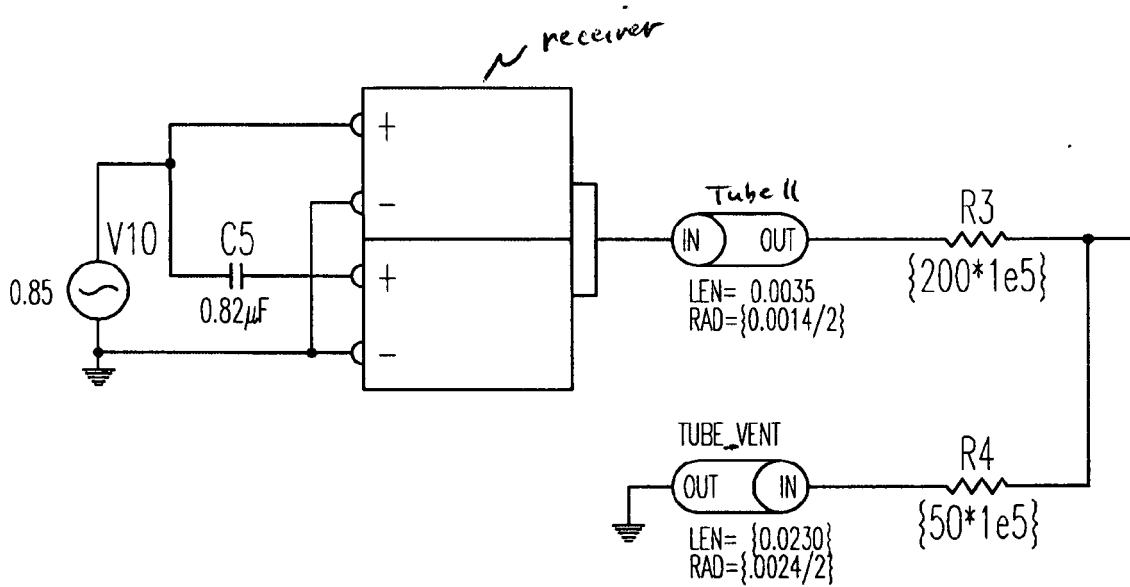 receiver
+
−
+
−
V10
0.85
C5
0.82µF
Tube 11
IN OUT
LEN= 0.0035
RAD={0.0014/2}
R3
{200*1e5}
TUBE_VENT
OUT IN
LEN= {0.0230}
RAD={.0024/2}
R4
{50*1e5}